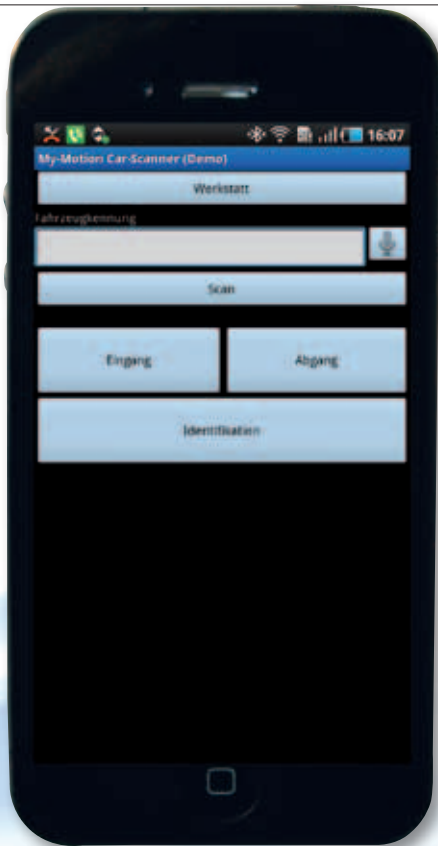 16:07
My-Motion Car-Scanner (Demo)
Werkstatt
Fahrzeugkennung
Scan
Eingang Abgang
Identifikation